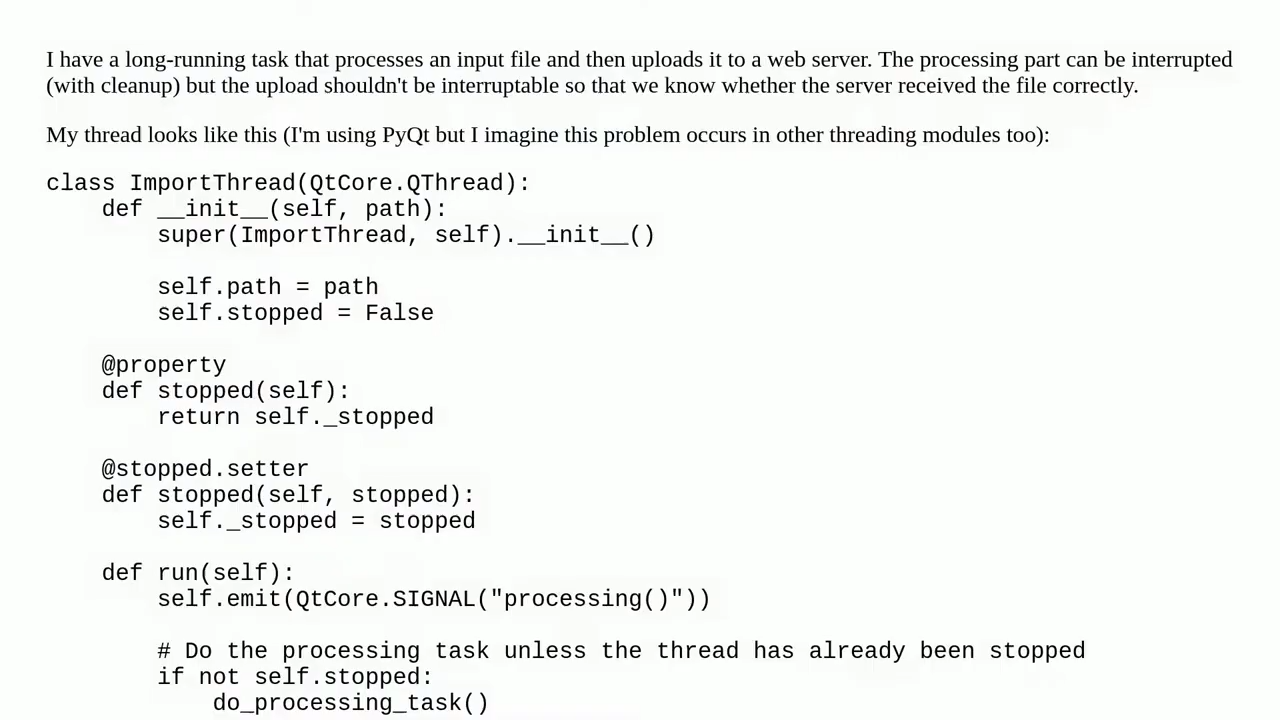 I have a long-running task that processes an input file and then uploads it to a web server. The processing part can be interrupted
(with cleanup) but the upload shouldn't be interruptable so that we know whether the server received the file correctly.
My thread looks like this (I'm using PyQt but I imagine this problem occurs in other threading modules too):
class ImportThread(QtCore.QThread):
    def __init__(self, path):
        super(ImportThread, self).__init__()
        self.path = path
        self.stopped = False
    @property
    def stopped(self):
        return self._stopped
    @stopped.setter
    def stopped(self, stopped):
        self._stopped = stopped
    def run(self):
        self.emit(QtCore.SIGNAL("processing()"))
        # Do the processing task unless the thread has already been stopped
        if not self.stopped:
            do_processing_task()